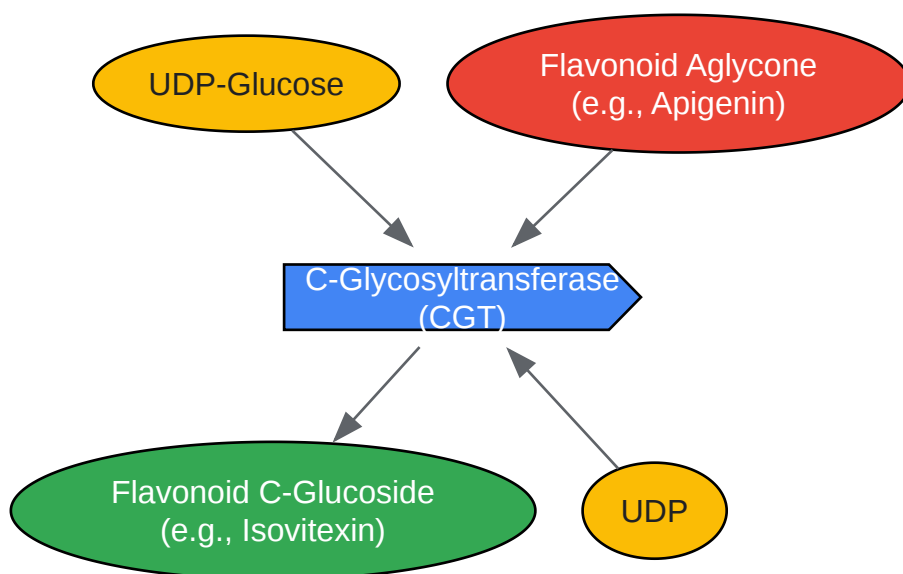 UDP-Glucose
Flavonoid Aglycone
(e.g., Apigenin)
C-Glycosyltransferase
(CGT)
Flavonoid C-Glucoside
(e.g., Isovitexin)
UDP